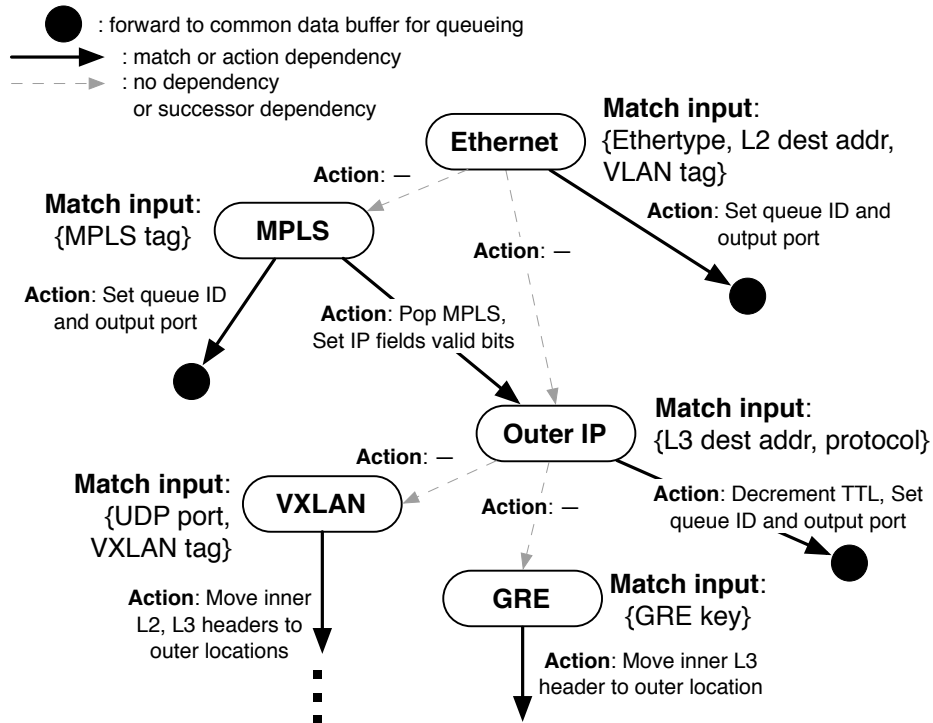 : forward to common data buffer for queueing
: match or action dependency
: no dependency
or successor dependency
Ethernet
Match input:
{Ethertype, L2 dest addr,
VLAN tag}
Action: —
Match input:
{MPLS tag}
MPLS
Action: Set queue ID and
output port
Action: —
Action: Set queue ID
and output port
Action: Pop MPLS,
Set IP fields valid bits
Outer IP
Match input:
{L3 dest addr, protocol}
Action: —
Match input:
{UDP port,
VXLAN tag}
VXLAN
Action: —
Action: Decrement TTL, Set
queue ID and output port
Action: Move inner
L2, L3 headers to
outer locations
GRE
Match input:
{GRE key}
Action: Move inner L3
header to outer location